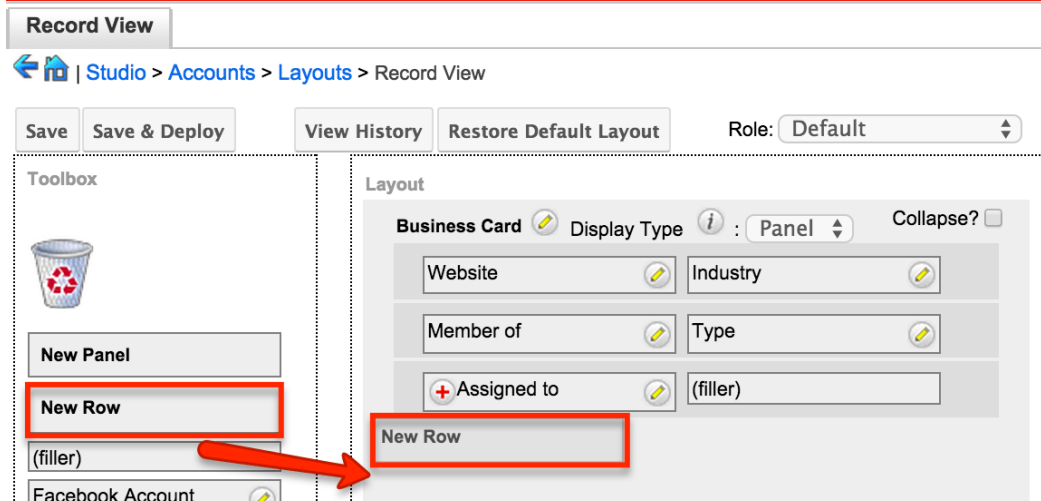 Record View
| Studio > Accounts > Layouts > Record View
Save Save & Deploy View History Restore Default Layout Role: Default
Toolbox
Layout
Business Card Display Type i : Panel Collapse?
Website Industry
Member of Type
New Panel
Assigned to (filler)
New Row
New Row
(filler)
Facebook Account